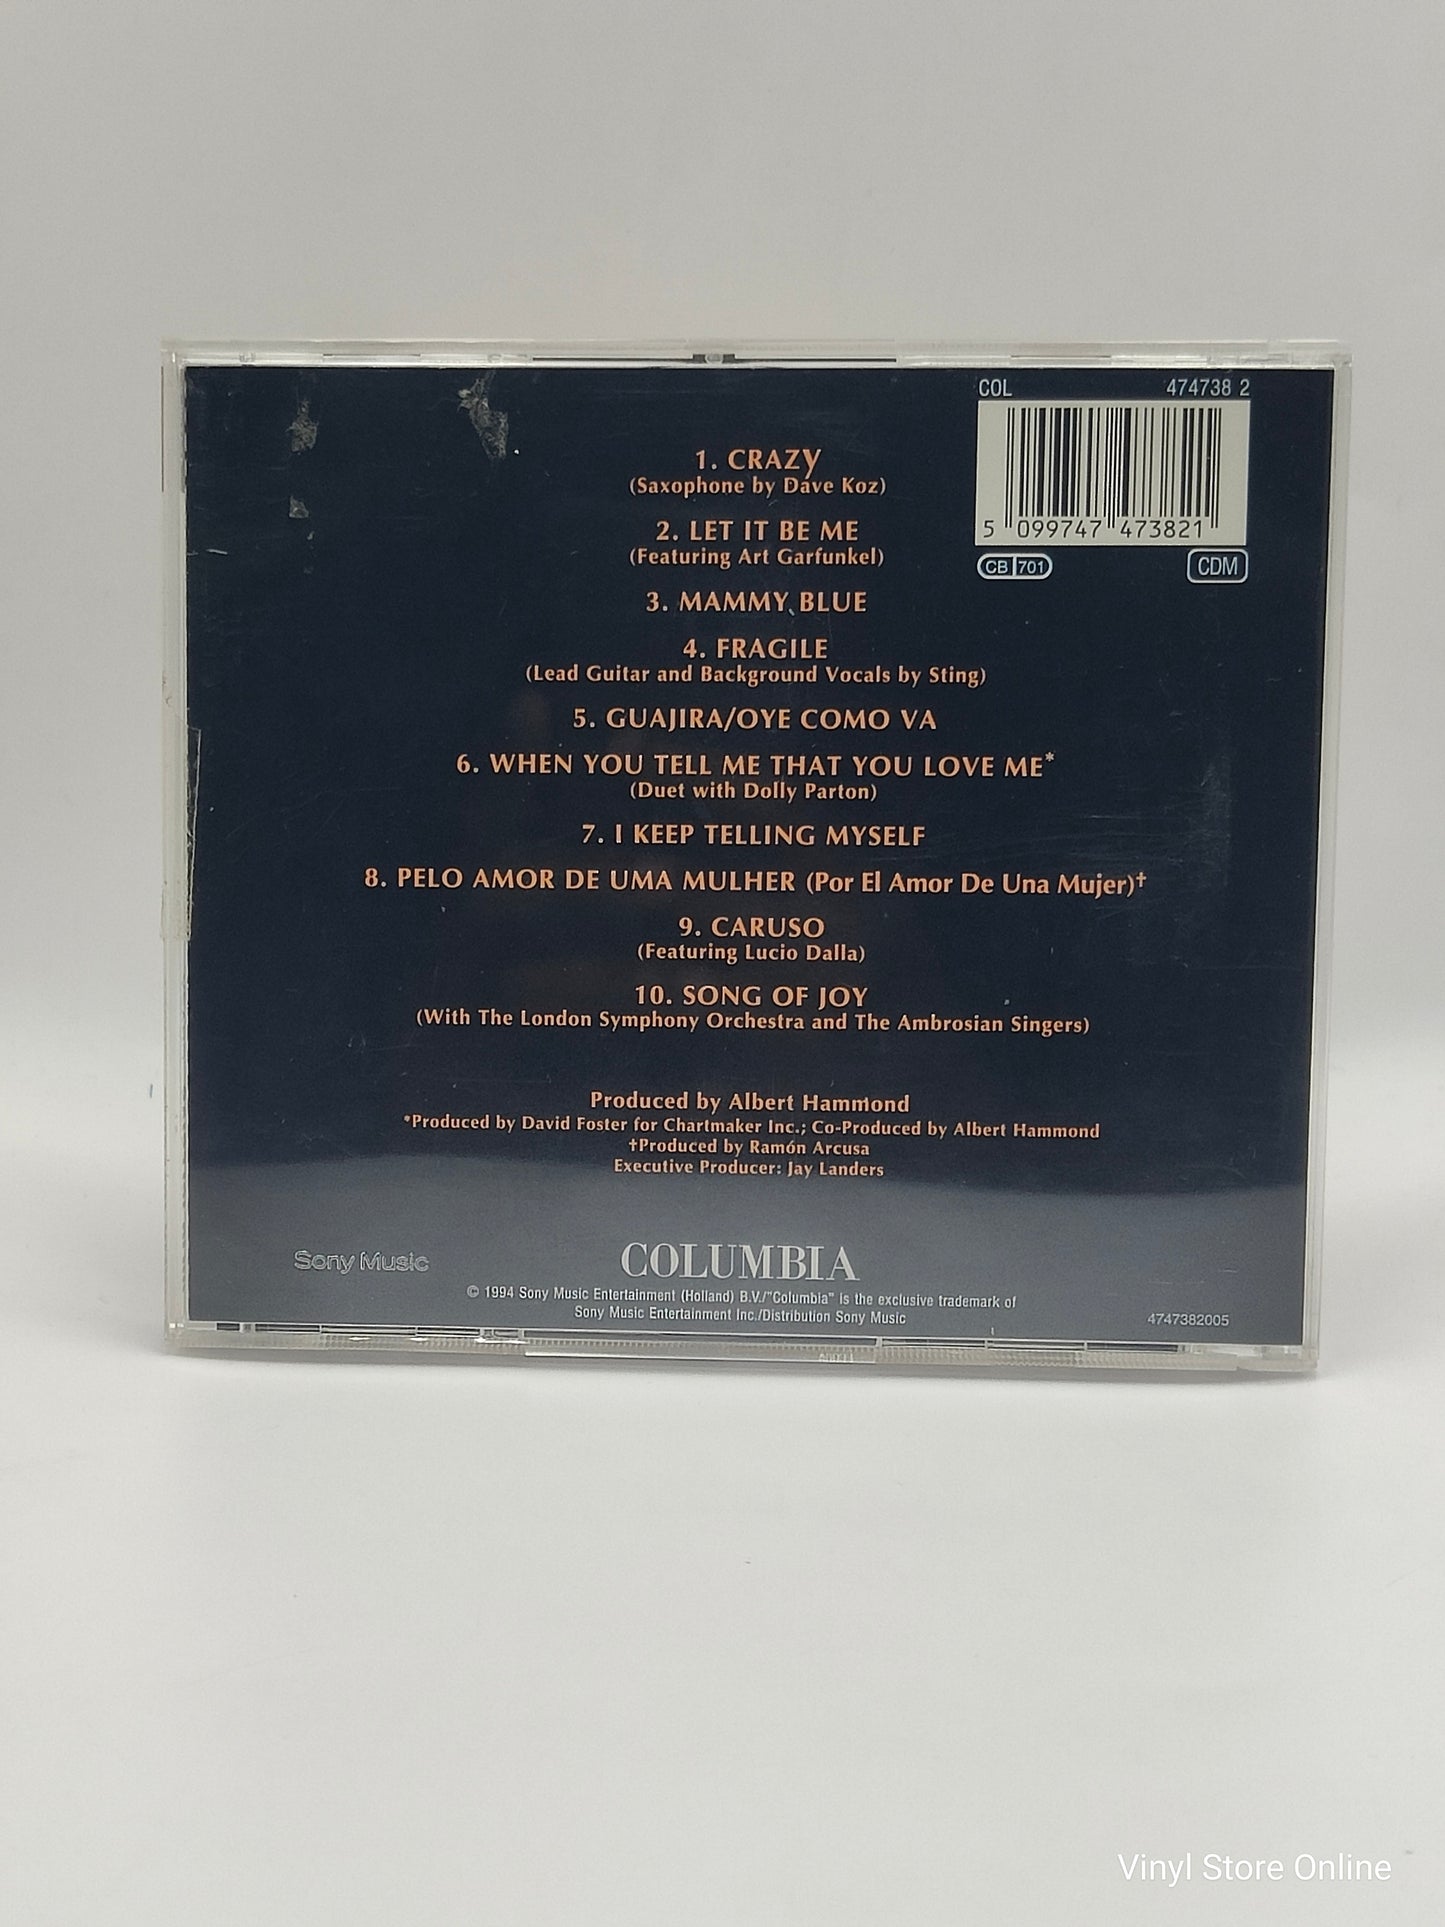 COL 474738 2
5 099747 473821
CB 701 CDM
1. CRAZy
(Saxophone by Dave Koz)
2. LET IT BE ME
(Featuring Art Garfunkel)
3. MAMMY BLUE
4. FRAGILE
(Lead Guitar and Background Vocals by Sting)
5. GUAJIRA/OYE COMO VA
6. WHEN YOU TELL ME THAT YOU LOVE ME*
(Duet with Dolly Parton)
7. I KEEP TELLING MYSELF
8. PELO AMOR DE UMA MULHER (Por El Amor De Una Mujer)†
9. CARUSO
(Featuring Lucio Dalla)
10. SONG OF JOY
(With The London Symphony Orchestra and The Ambrosian Singers)
Produced by Albert Hammond
*Produced by David Foster for Chartmaker Inc.; Co-Produced by Albert Hammond
†Produced by Ramón Arcusa
Executive Producer: Jay Landers
Sony Music
COLUMBIA
© 1994 Sony Music Entertainment (Holland) B.V./"Columbia" is the exclusive trademark of
Sony Music Entertainment Inc./Distribution Sony Music
4747382005
Vinyl Store Online